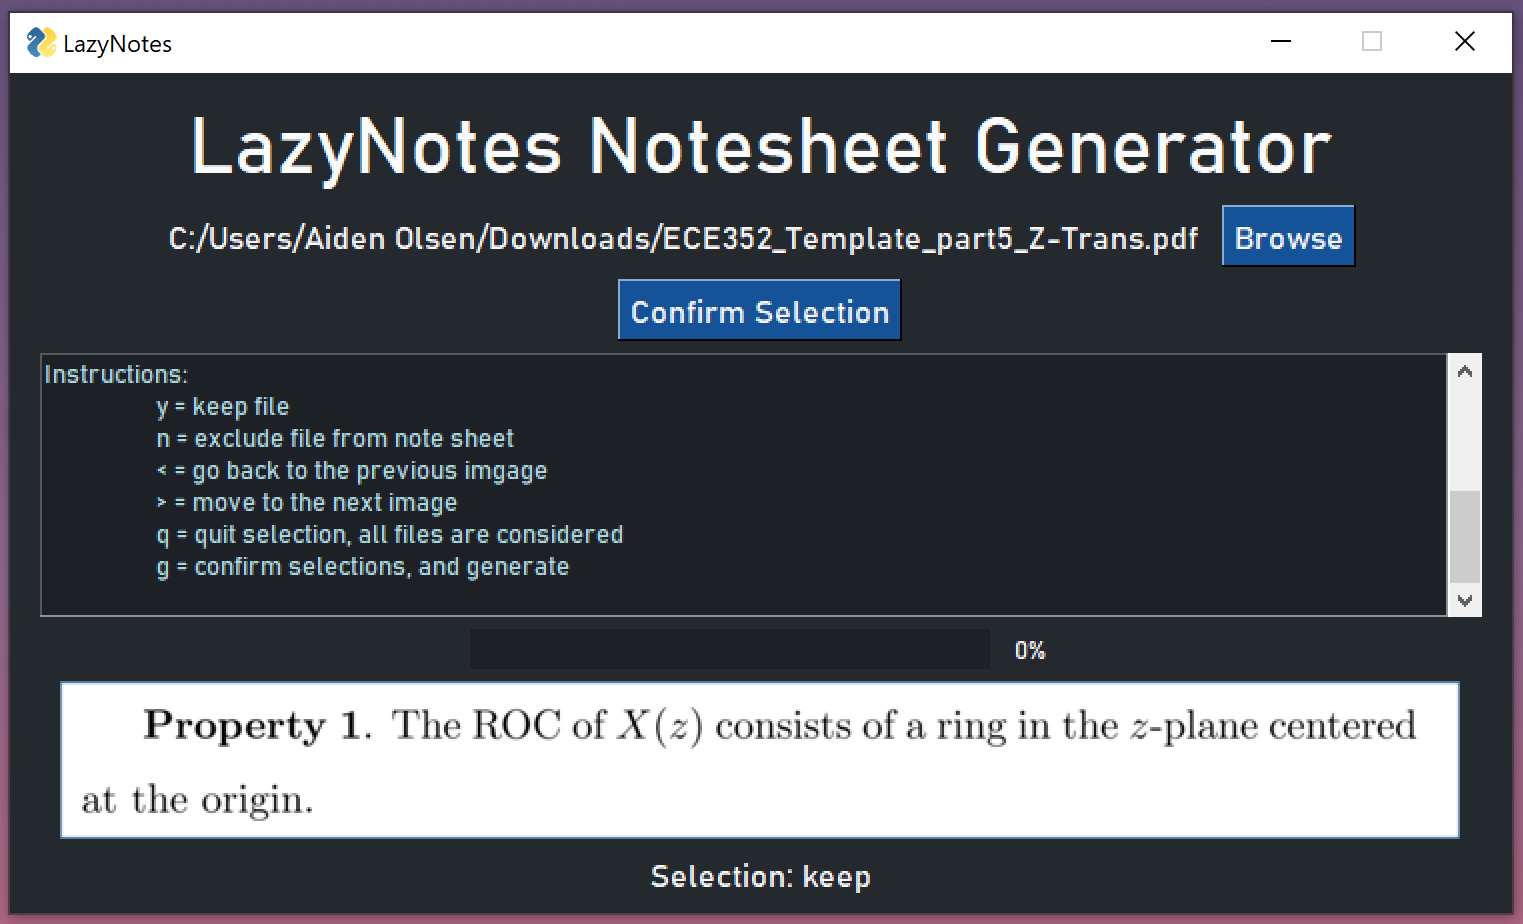 LazyNotes
LazyNotes Notesheet Generator
C:/Users/Aiden Olsen/Downloads/ECE352_Template_part5_Z-Trans.pdf Browse
Confirm Selection
Instructions:
y = keep file
n = exclude file from note sheet
< = go back to the previous imgage
> = move to the next image
q = quit selection, all files are considered
g = confirm selections, and generate
0%
Property 1. The ROC of X(z) consists of a ring in the z-plane centered
at the origin.
Selection: keep